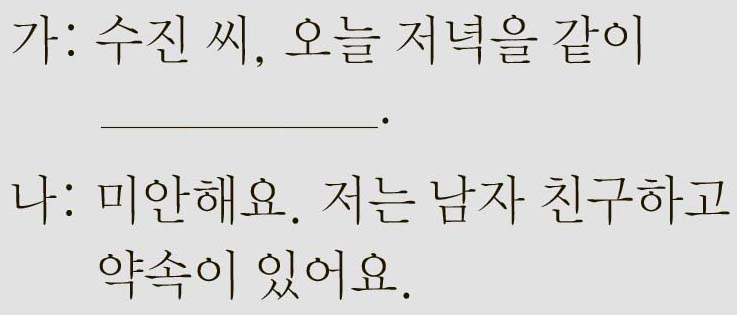 가: 수진 씨, 오늘 저녁을 같이
____________.
나: 미안해요. 저는 남자 친구하고
약속이 있어요.